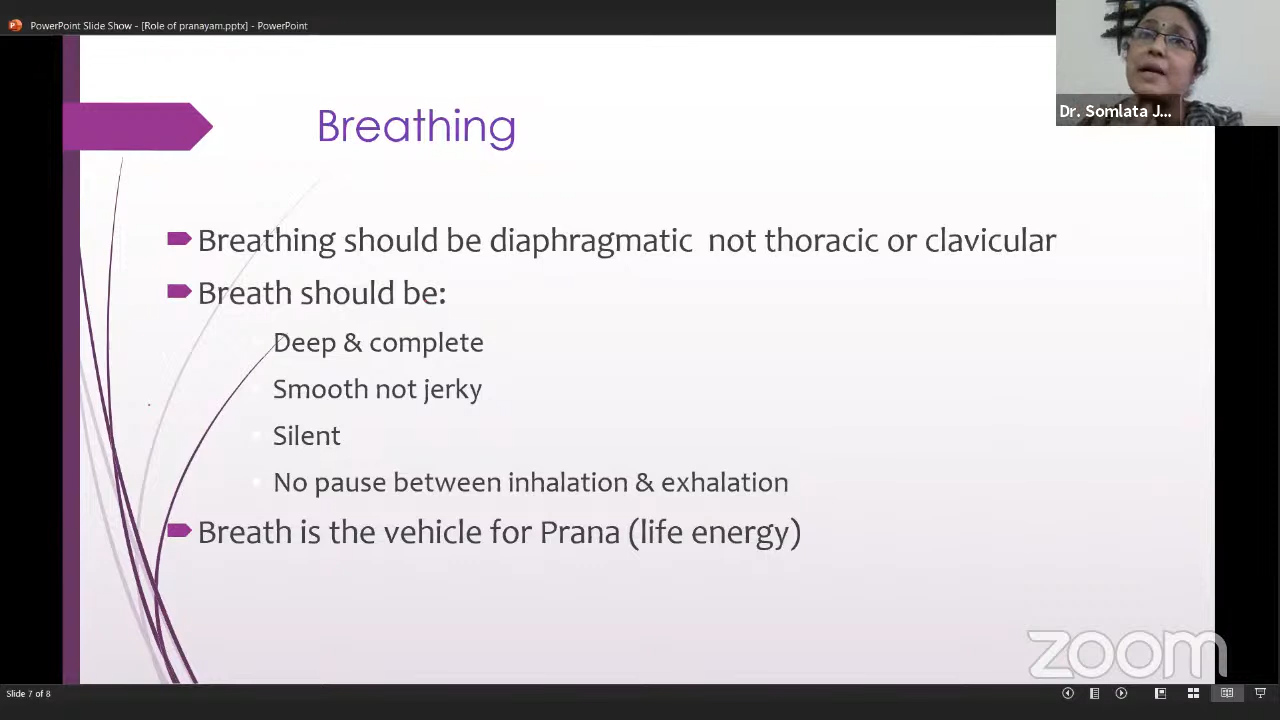 PowerPoint Slide Show - [Role of pranayam.pptx] - PowerPoint
Dr. Somlata J...
Breathing
Breathing should be diaphragmatic not thoracic or clavicular
Breath should be:
Deep & complete
Smooth not jerky
Silent
No pause between inhalation & exhalation
Breath is the vehicle for Prana (life energy)
zoom
Slide 7 of 8